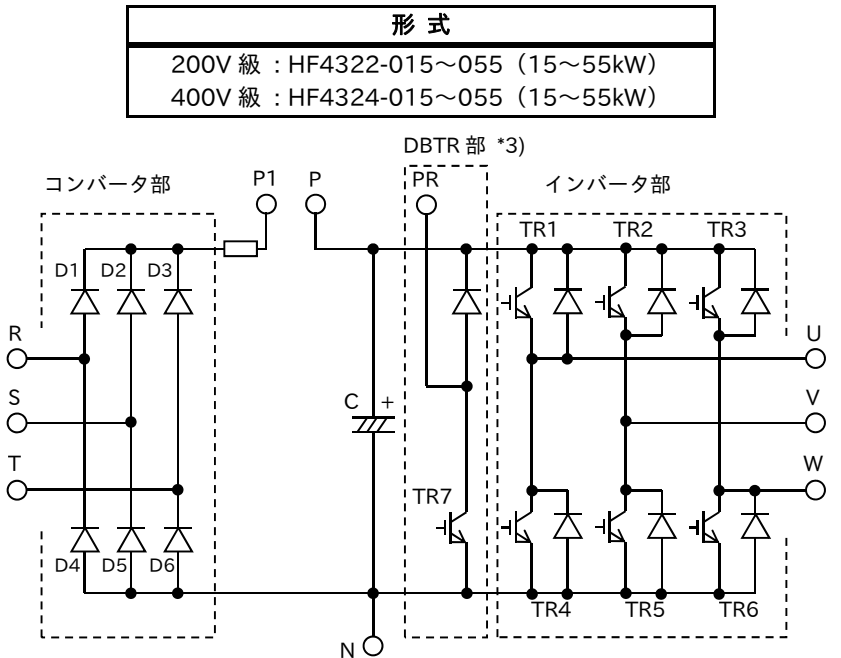 形 式
200V 級 : HF4322-015～055（15～55kW）
400V 級 : HF4324-015～055（15～55kW）
DBTR 部 *3)
コンバータ部
P1
P
PR
インバータ部
TR1
TR2
TR3
D1
D2
D3
R
U
S
C
+
V
T
W
TR7
D4
D5
D6
TR4
TR5
TR6
N